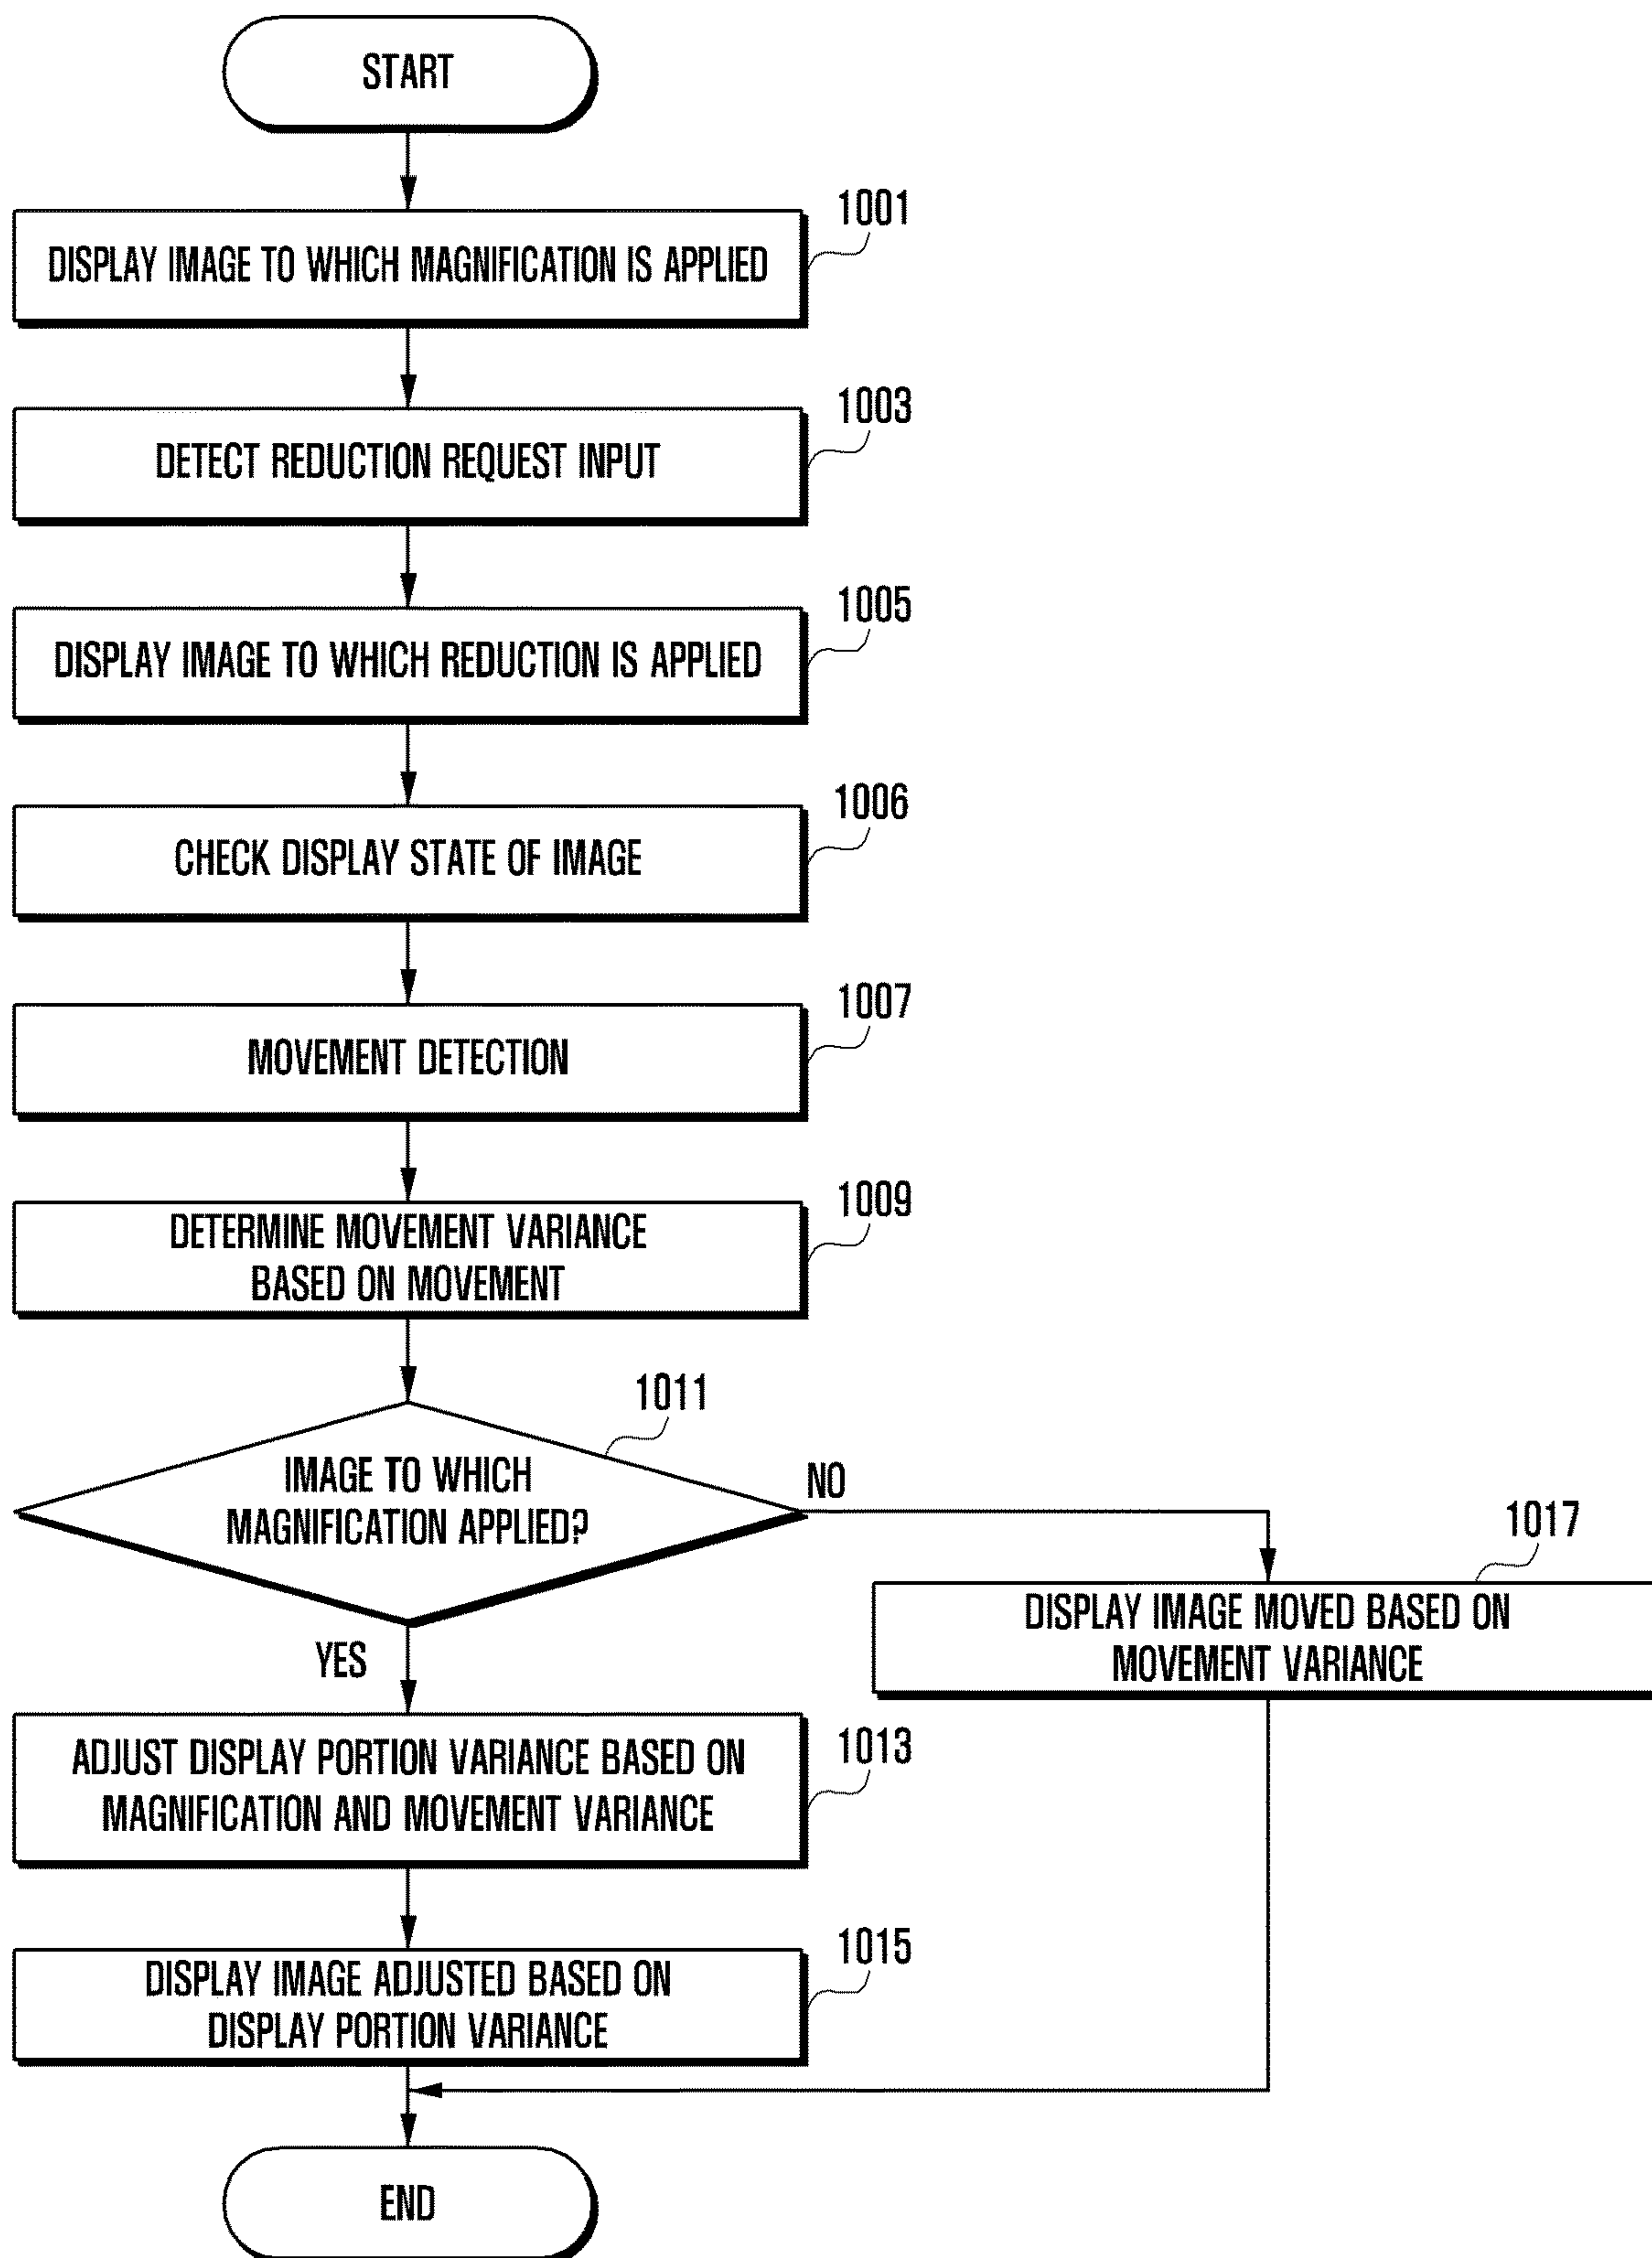 START
1001
DISPLAY IMAGE TO WHICH MAGNIFICATION IS APPLIED
1003
DETECT REDUCTION REQUEST INPUT
1005
DISPLAY IMAGE TO WHICH REDUCTION IS APPLIED
1006
CHECK DISPLAY STATE OF IMAGE
1007
MOVEMENT DETECTION
1009
DETERMINE MOVEMENT VARIANCE
BASED ON MOVEMENT
1011
IMAGE TO WHICH
MAGNIFICATION APPLIED?
NO
1017
DISPLAY IMAGE MOVED BASED ON
MOVEMENT VARIANCE
YES
1013
ADJUST DISPLAY PORTION VARIANCE BASED ON
MAGNIFICATION AND MOVEMENT VARIANCE
1015
DISPLAY IMAGE ADJUSTED BASED ON
DISPLAY PORTION VARIANCE
END